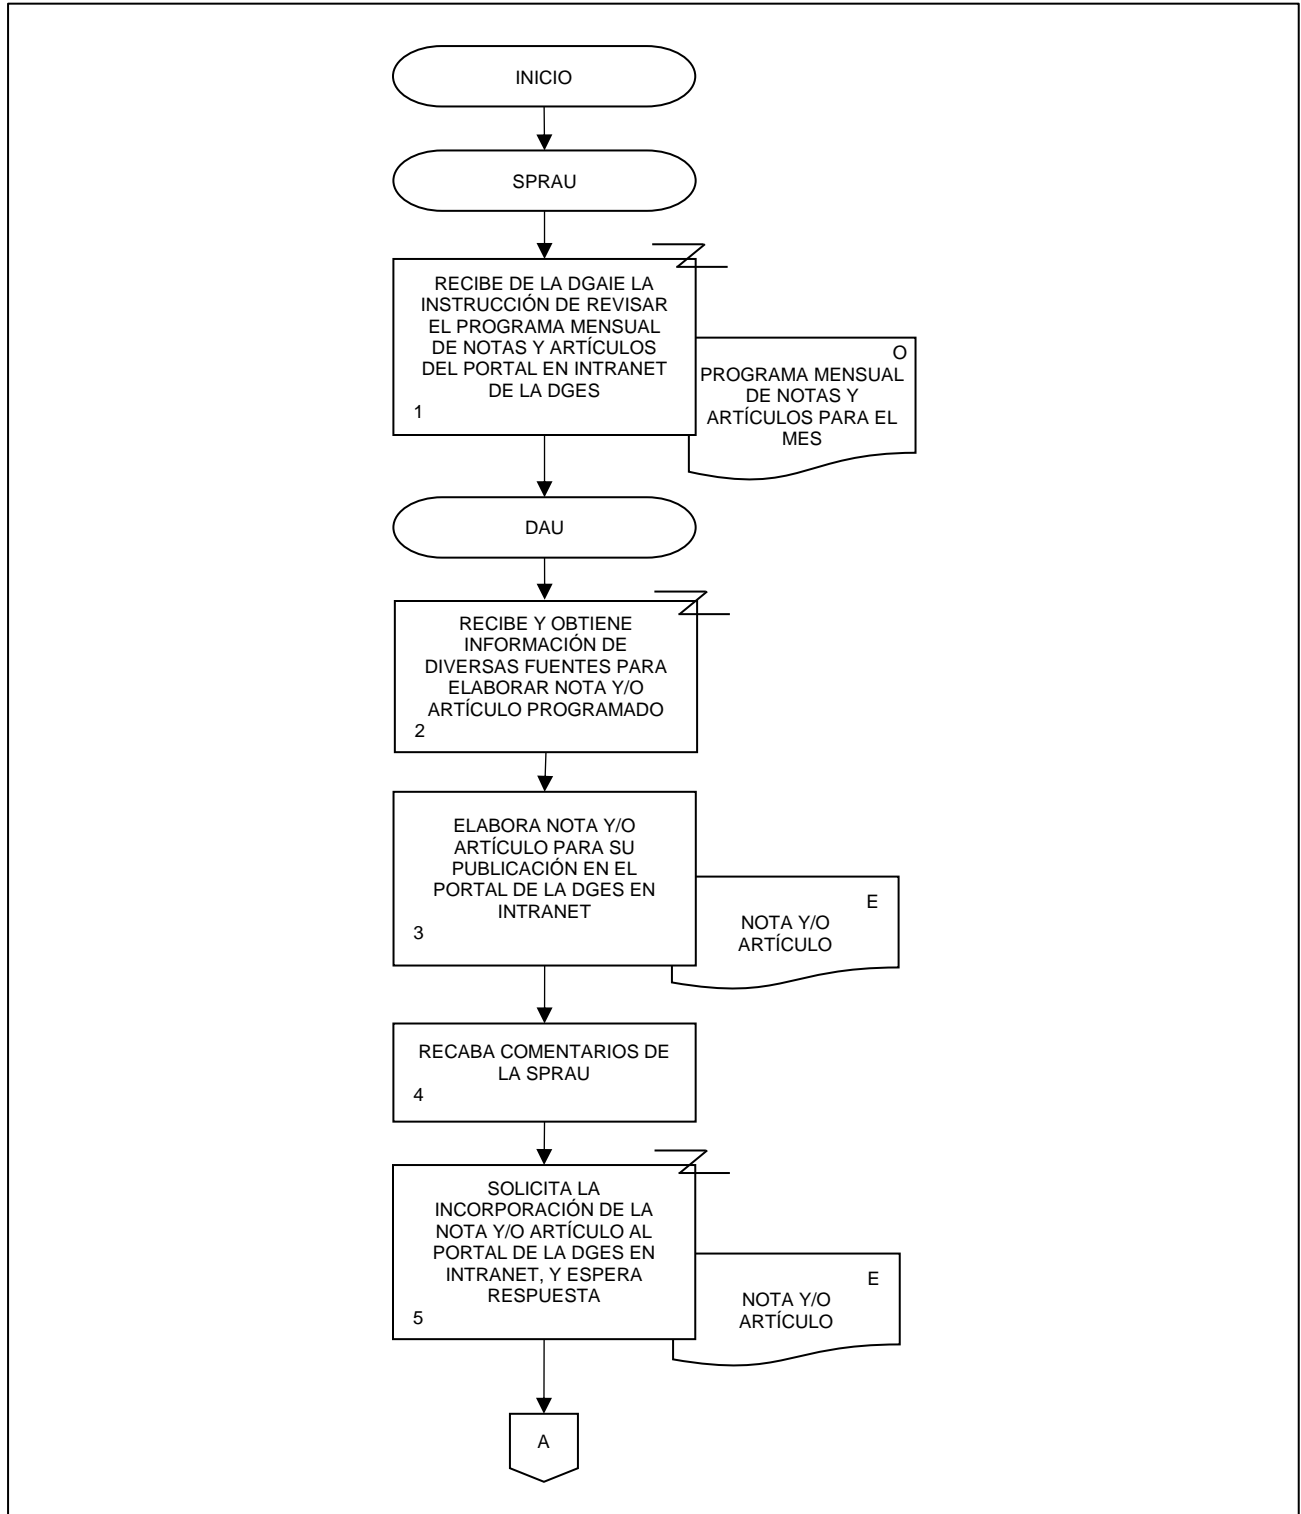 INICIO
SPRAU
RECIBE DE LA DGAIE LA
INSTRUCCIÓN DE REVISAR
EL PROGRAMA MENSUAL
DE NOTAS Y ARTÍCULOS
DEL PORTAL EN INTRANET
DE LA DGES
1
O
PROGRAMA MENSUAL
DE NOTAS Y
ARTÍCULOS PARA EL
MES
DAU
RECIBE Y OBTIENE
INFORMACIÓN DE
DIVERSAS FUENTES PARA
ELABORAR NOTA Y/O
ARTÍCULO PROGRAMADO
2
ELABORA NOTA Y/O
ARTÍCULO PARA SU
PUBLICACIÓN EN EL
PORTAL DE LA DGES EN
INTRANET
3
E
NOTA Y/O
ARTÍCULO
RECABA COMENTARIOS DE
LA SPRAU
4
SOLICITA LA
INCORPORACIÓN DE LA
NOTA Y/O ARTÍCULO AL
PORTAL DE LA DGES EN
INTRANET, Y ESPERA
RESPUESTA
5
E
NOTA Y/O
ARTÍCULO
A